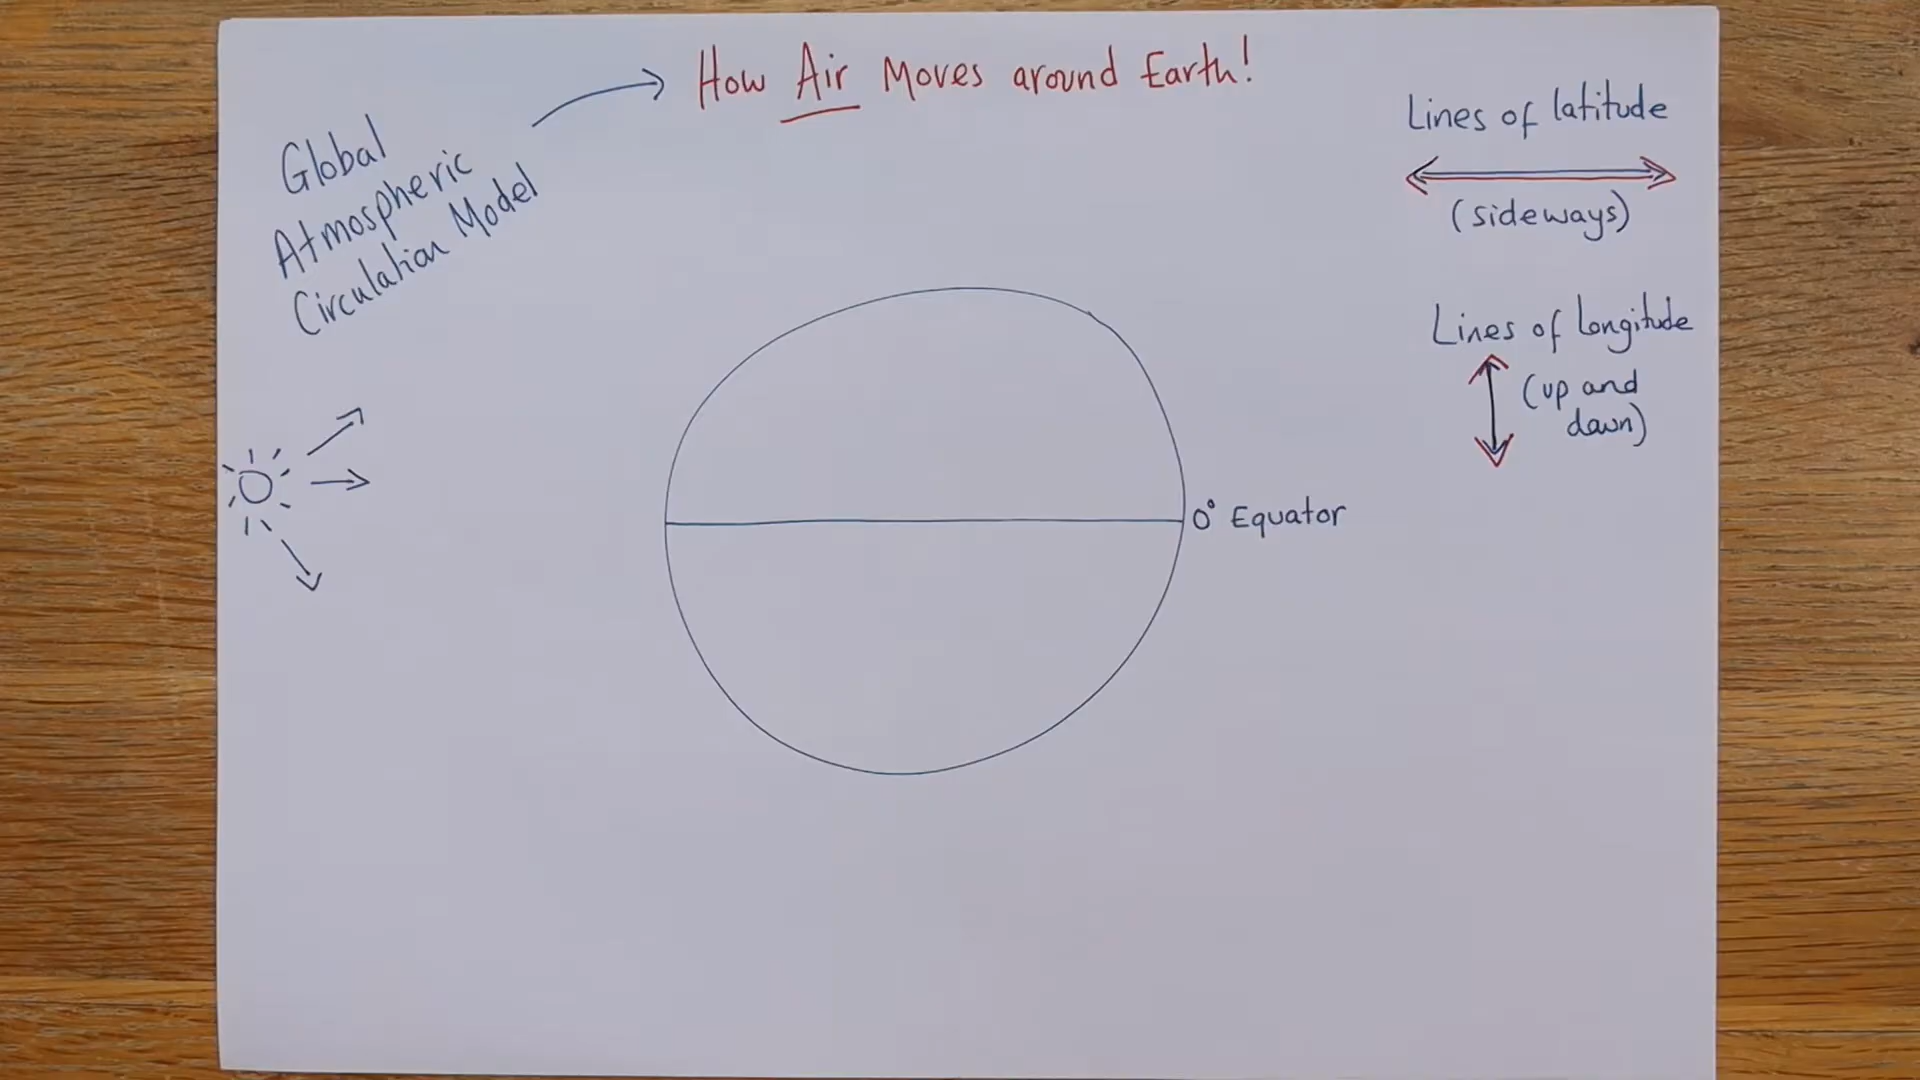 How Air Moves around Earth!
Global
Atmospheric
Circulation Model
Lines of latitude
(sideways)
Lines of longitude
(up and
down)
0° Equator